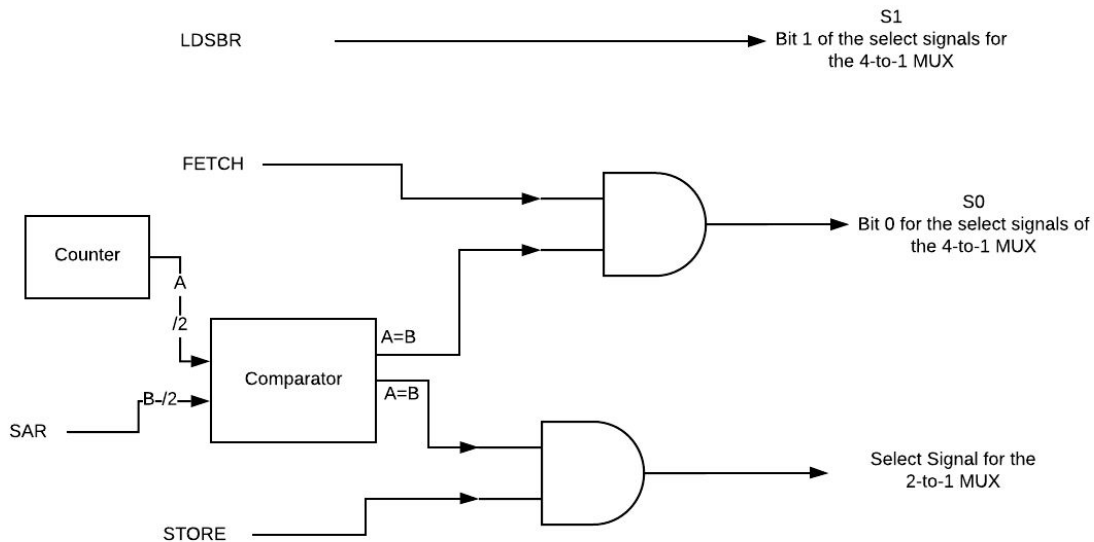 S1
LDSBR
Bit 1 of the select signals for
the 4-to-1 MUX
FETCH
S0
Bit 0 for the select signals of
the 4-to-1 MUX
Counter
A
/2
A=B
Comparator
A=B
B-/2
SAR
Select Signal for the
2-to-1 MUX
STORE